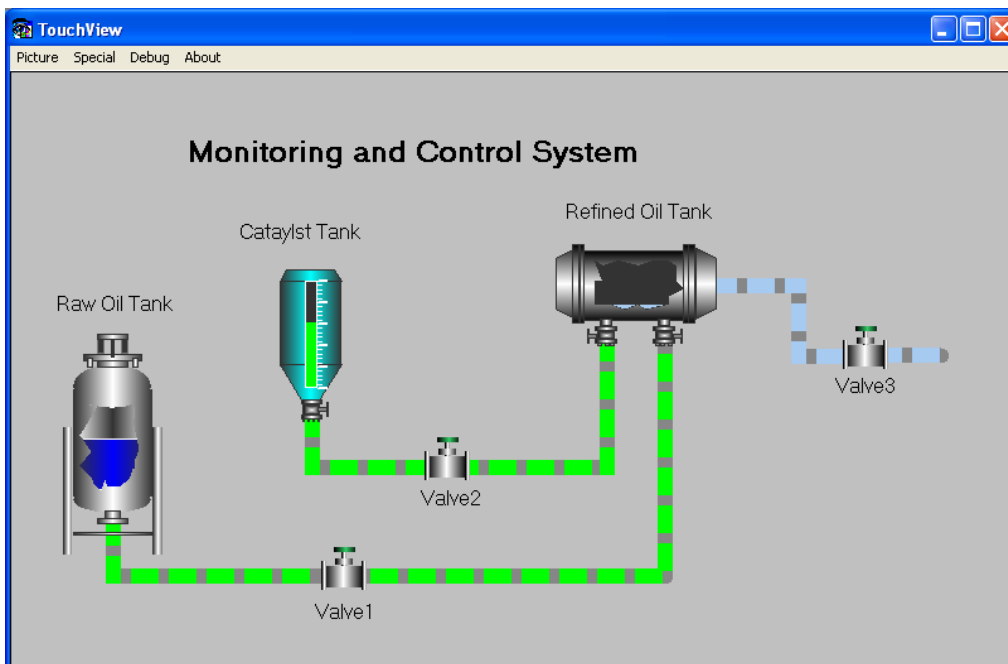 TouchView
Picture Special Debug About
Monitoring and Control System
Refined Oil Tank
Cataylst Tank
Raw Oil Tank
Valve3
Valve2
Valve1